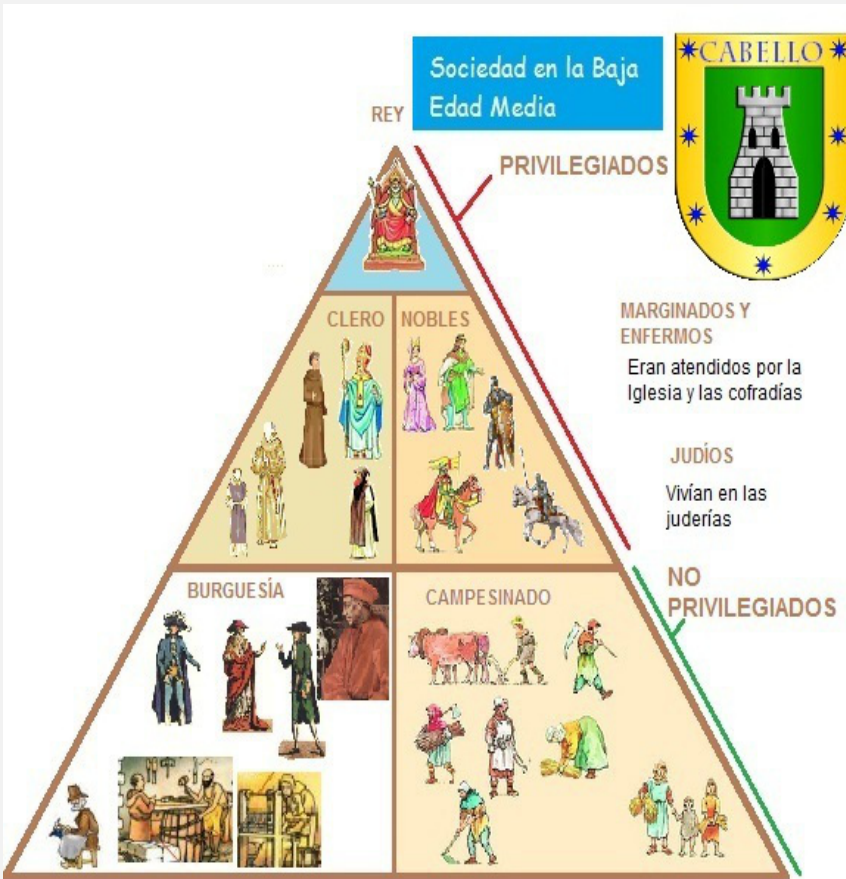 Sociedad en la Baja
Edad Media
CABELLO
REY
PRIVILEGIADOS
CLERO
NOBLES
MARGINADOS Y
ENFERMOS
Eran atendidos por la
Iglesia y las cofradías
JUDÍOS
Vivían en las
juderías
NO
PRIVILEGIADOS
BURGUESÍA
CAMPESINADO